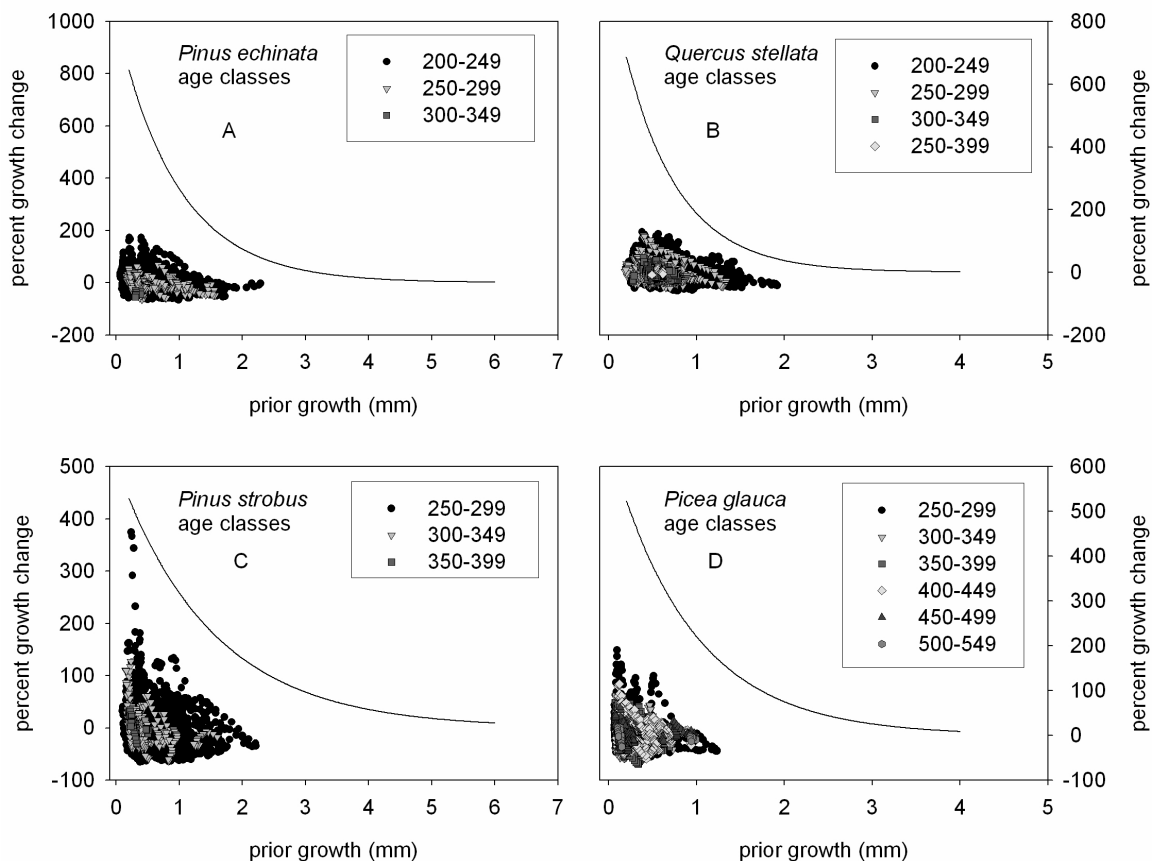 1000
800
600
400
200
0
-200
percent growth change
Pinus echinata
age classes
A
200-249
250-299
300-349
0 1 2 3 4 5 6 7
prior growth (mm)
Quercus stellata
age classes
B
200-249
250-299
300-349
250-399
800
600
400
200
0
-200
percent growth change
0 1 2 3 4 5
prior growth (mm)
500
400
300
200
100
0
-100
percent growth change
Pinus strobus
age classes
C
250-299
300-349
350-399
0 1 2 3 4 5 6 7
prior growth (mm)
Picea glauca
age classes
D
250-299
300-349
350-399
400-449
450-499
500-549
600
500
400
300
200
100
0
-100
percent growth change
0 1 2 3 4 5
prior growth (mm)